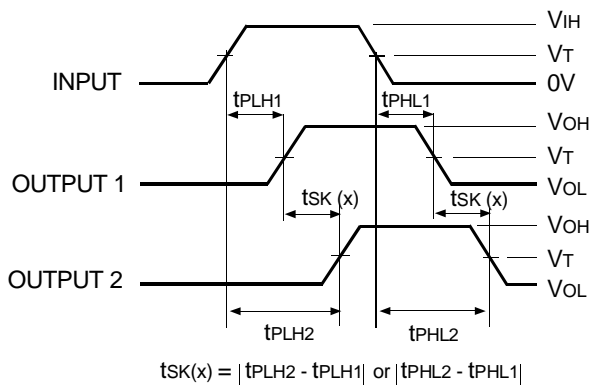 VIH
VT
INPUT
0V
tPLH1
tPHL1
VOH
VT
OUTPUT 1
VOL
tSK (x)
tSK (x)
VOH
VT
OUTPUT 2
VOL
tPLH2
tPHL2
tSK(x) = |tPLH2 - tPLH1| or |tPHL2 - tPHL1|